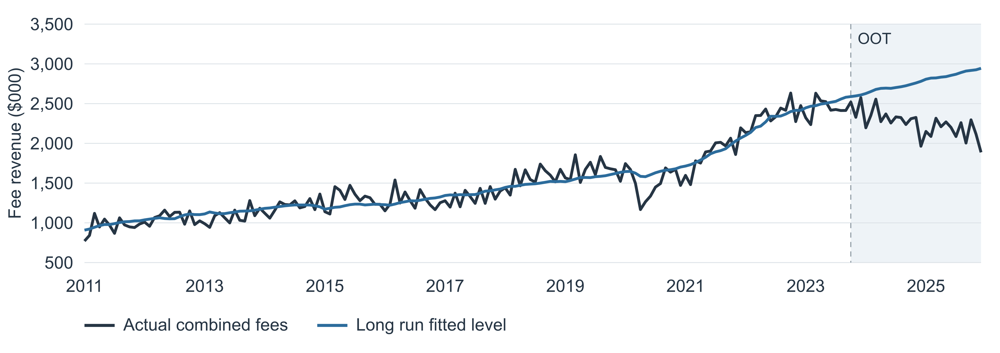 3,500
3,000
2,500
2,000
1,500
1,000
500
Fee revenue ($000)
OOT
2011 2013 2015 2017 2019 2021 2023 2025
Actual combined fees Long run fitted level